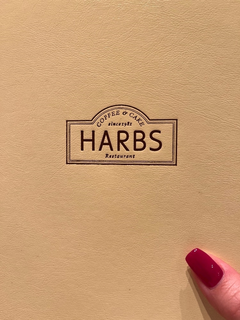 COFFEE & CAKE
since1981
HARBS
Restaurant